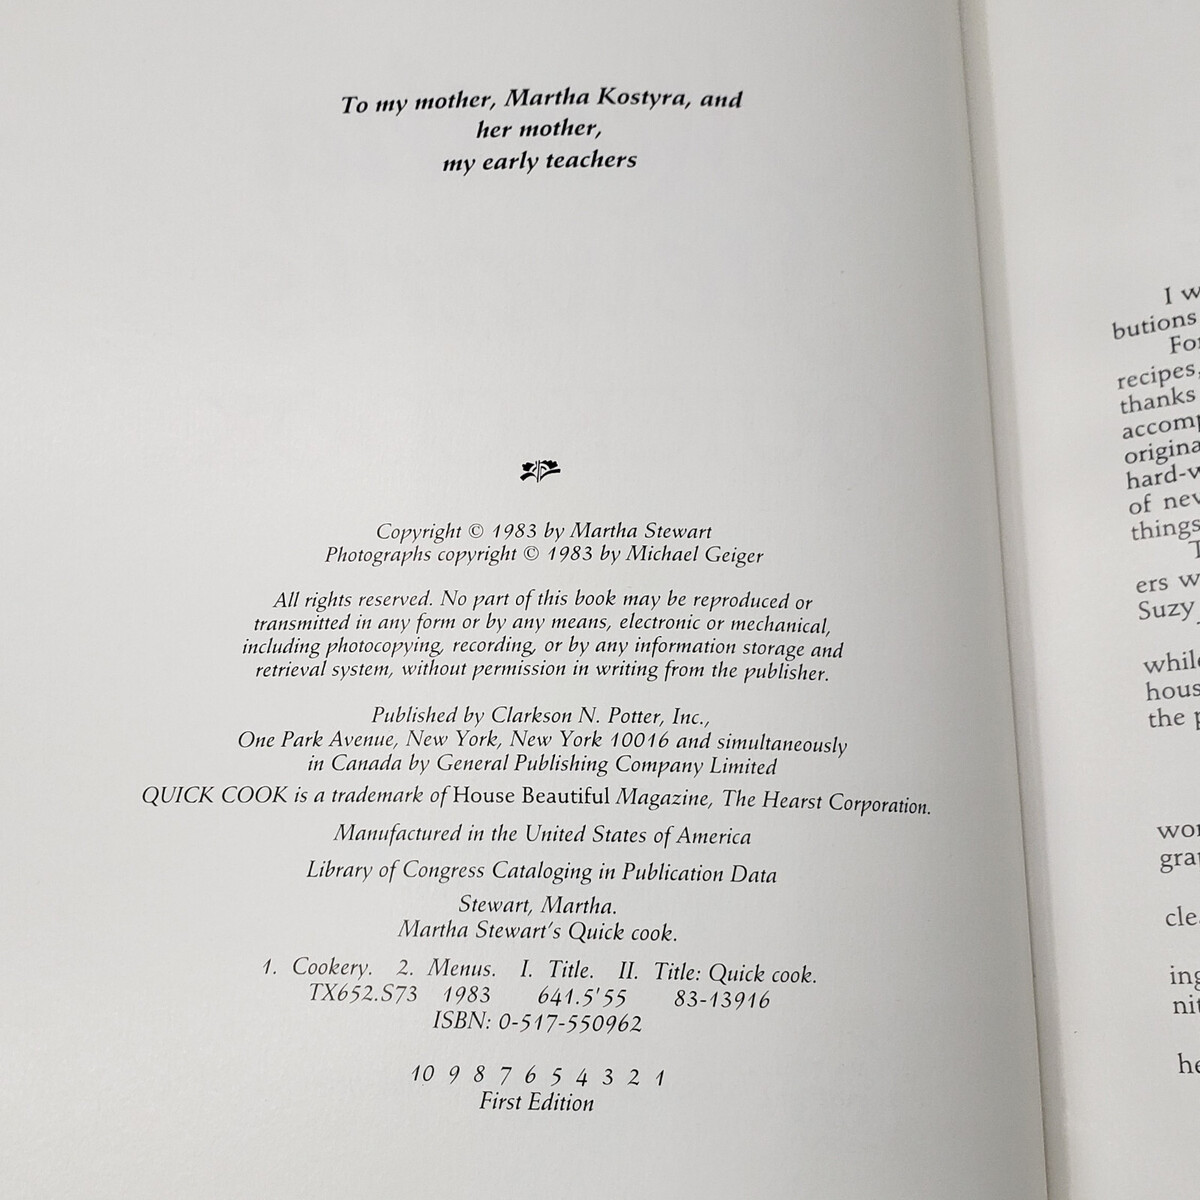 To my mother, Martha Kostyra, and
her mother,
my early teachers
Copyright © 1983 by Martha Stewart
Photographs copyright © 1983 by Michael Geiger
All rights reserved. No part of this book may be reproduced or
transmitted in any form or by any means, electronic or mechanical,
including photocopying, recording, or by any information storage and
retrieval system, without permission in writing from the publisher.
Published by Clarkson N. Potter, Inc.,
One Park Avenue, New York, New York 10016 and simultaneously
in Canada by General Publishing Company Limited
QUICK COOK is a trademark of House Beautiful Magazine, The Hearst Corporation.
Manufactured in the United States of America
Library of Congress Cataloging in Publication Data
Stewart, Martha.
Martha Stewart's Quick cook.
1. Cookery. 2. Menus. I. Title. II. Title: Quick cook.
TX652.S73 1983 641.5'55 83-13916
ISBN: 0-517-550962
10 9 8 7 6 5 4 3 2 1
First Edition
I
butions
recipes,
thanks
of
things
ers
Suzy
the